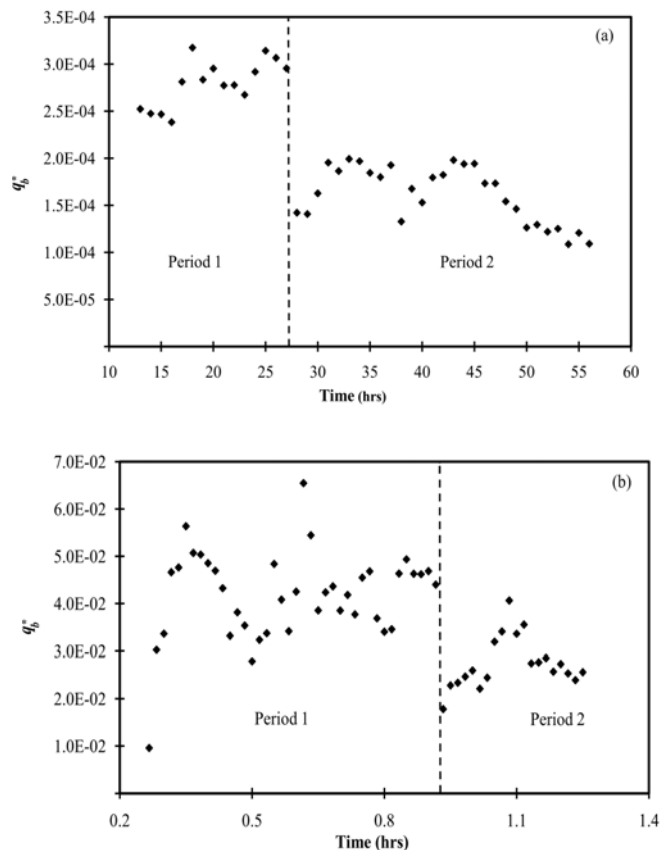 (a)
3.5E-04
3.0E-04
2.5E-04
2.0E-04
1.5E-04
1.0E-04
5.0E-05
q*b
Period 1
Period 2
10 15 20 25 30 35 40 45 50 55 60
Time (hrs)
(b)
7.0E-02
6.0E-02
5.0E-02
4.0E-02
3.0E-02
2.0E-02
1.0E-02
q*b
Period 1
Period 2
0.2 0.5 0.8 1.1 1.4
Time (hrs)